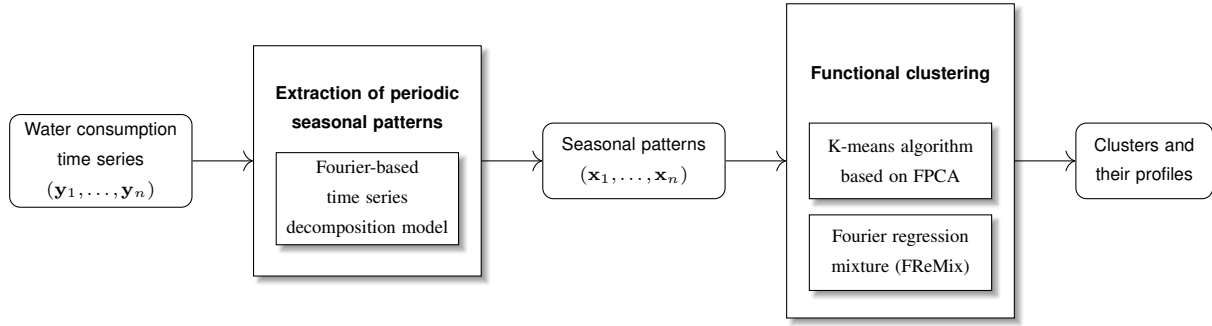 Water consumption
time series
(y₁, . . . , yₙ)
Extraction of periodic
seasonal patterns
Fourier-based
time series
decomposition model
Seasonal patterns
(x₁, . . . , xₙ)
Functional clustering
K-means algorithm
based on FPCA
Fourier regression
mixture (FReMix)
Clusters and
their profiles